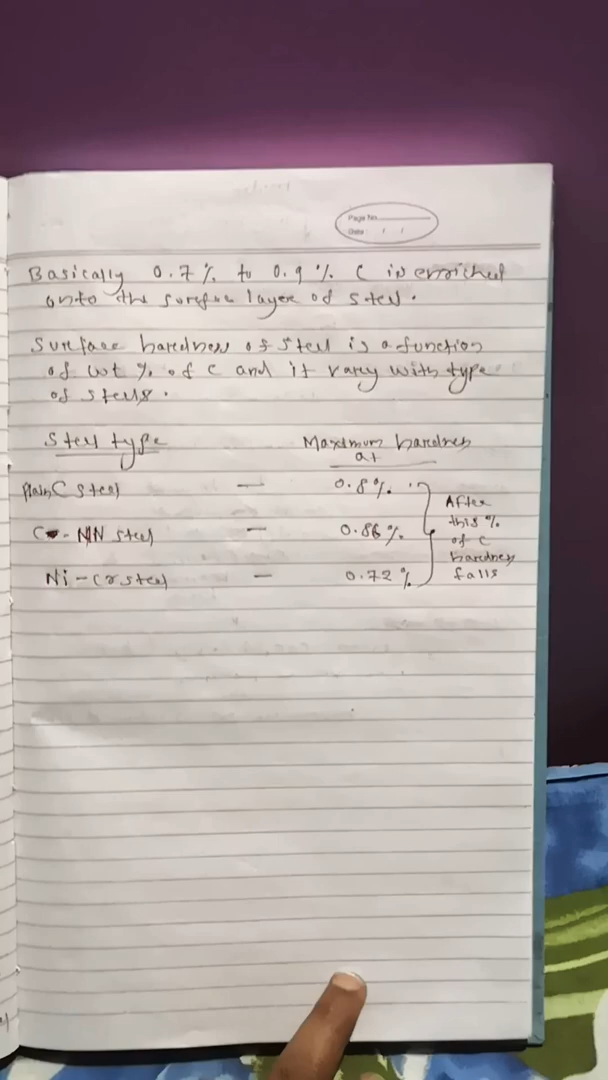 Page No.
Date: / /
Basically 0.7% to 0.9% C is enriched
onto the surface layer of steel.
Surface hardness of steel is a function
of wt % of C and it vary with type
of steels.
Steel type Maximum hardness
at
Plain C steel — 0.8%
After
this %
of C
hardness
falls
C - NN steel — 0.86%
Ni-Cr steel — 0.72%